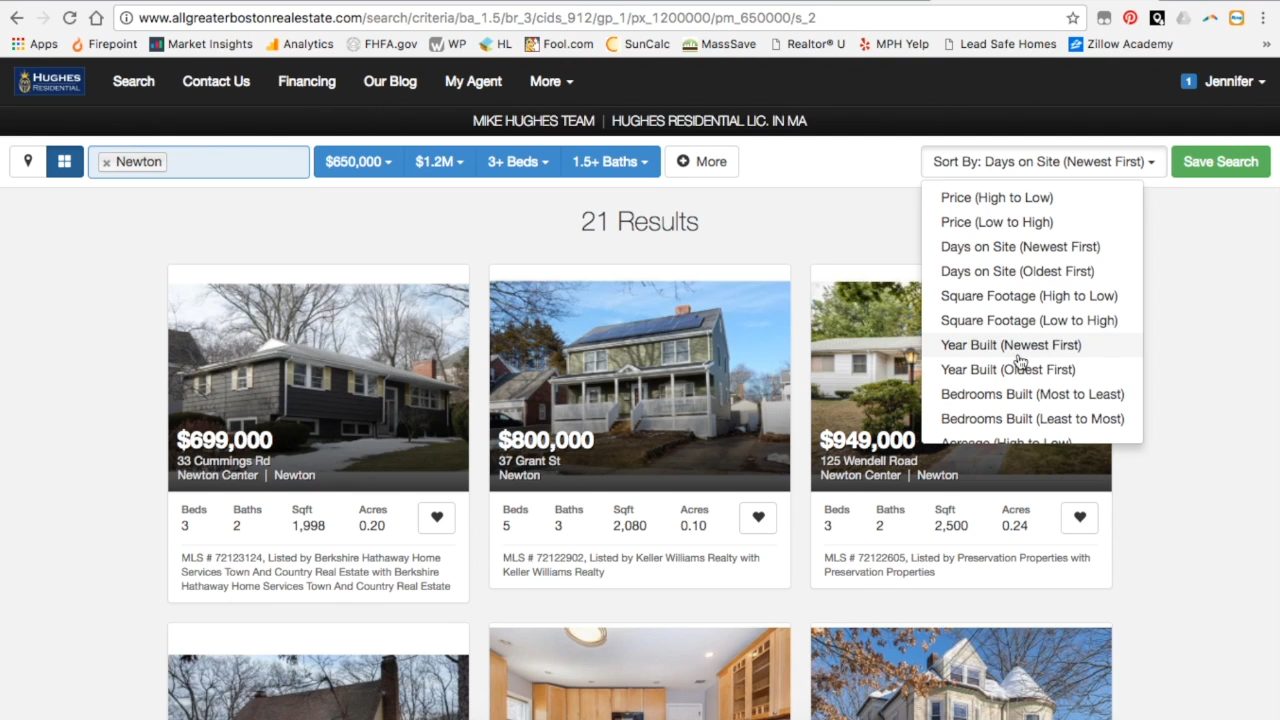 www.allgreaterbostonrealestate.com/search/criteria/ba_1.5/br_3/cids_912/gp_1/px_1200000/pm_650000/s_2
Apps Firepoint Market Insights Analytics FHFA.gov WP HL Fool.com SunCalc MassSave Realtor® U MPH Yelp Lead Safe Homes Zillow Academy »
HUGHES RESIDENTIAL Search Contact Us Financing Our Blog My Agent More 1 Jennifer
MIKE HUGHES TEAM | HUGHES RESIDENTIAL LIC. IN MA
× Newton $650,000 $1.2M 3+ Beds 1.5+ Baths More Sort By: Days on Site (Newest First) Save Search
21 Results
Price (High to Low)
Price (Low to High)
Days on Site (Newest First)
Days on Site (Oldest First)
Square Footage (High to Low)
Square Footage (Low to High)
Year Built (Newest First)
Year Built (Oldest First)
Bedrooms Built (Most to Least)
Bedrooms Built (Least to Most)
Acreage (High to Low)
$699,000
33 Cummings Rd
Newton Center | Newton
Beds Baths Sqft Acres
3 2 1,998 0.20
MLS # 72123124, Listed by Berkshire Hathaway Home
Services Town And Country Real Estate with Berkshire
Hathaway Home Services Town And Country Real Estate
$800,000
37 Grant St
Newton
Beds Baths Sqft Acres
5 3 2,080 0.10
MLS # 72122902, Listed by Keller Williams Realty with
Keller Williams Realty
$949,000
125 Wendell Road
Newton Center | Newton
Beds Baths Sqft Acres
3 2 2,500 0.24
MLS # 72122605, Listed by Preservation Properties with
Preservation Properties